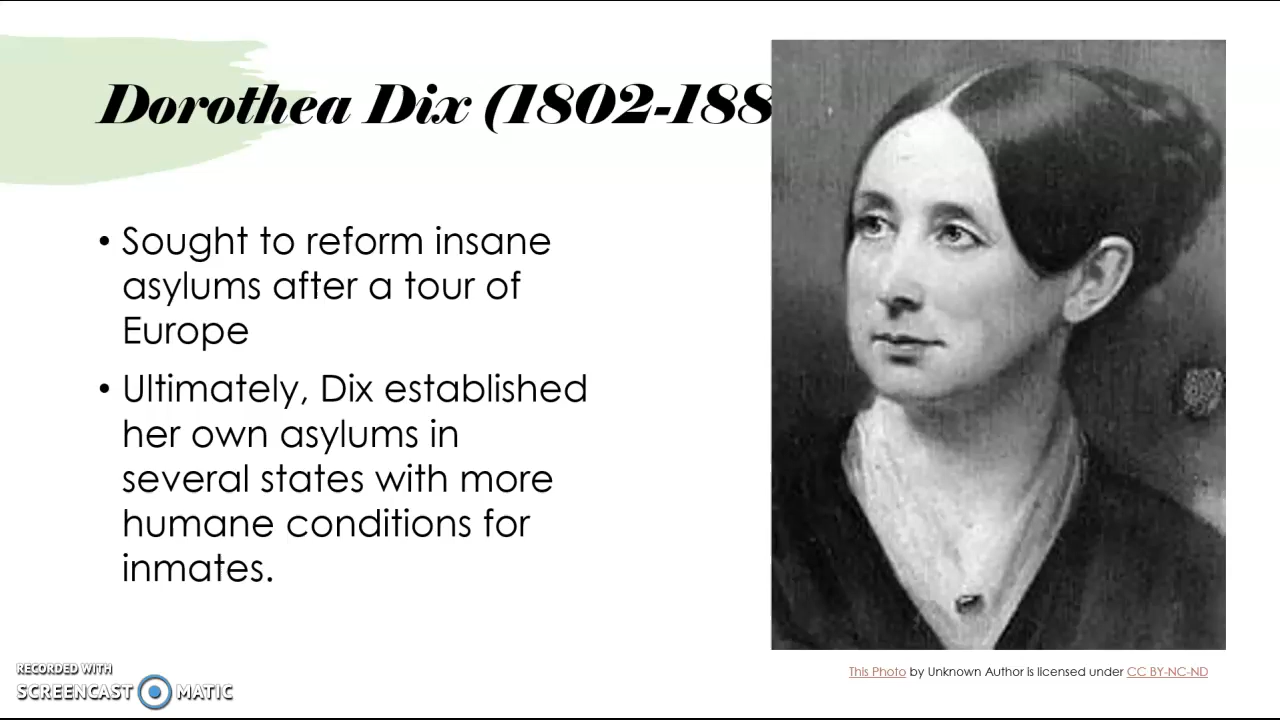 Dorothea Dix (1802-188
• Sought to reform insane
asylums after a tour of
Europe
• Ultimately, Dix established
her own asylums in
several states with more
humane conditions for
inmates.
This Photo by Unknown Author is licensed under CC BY-NC-ND
RECORDED WITH
SCREENCAST MATIC